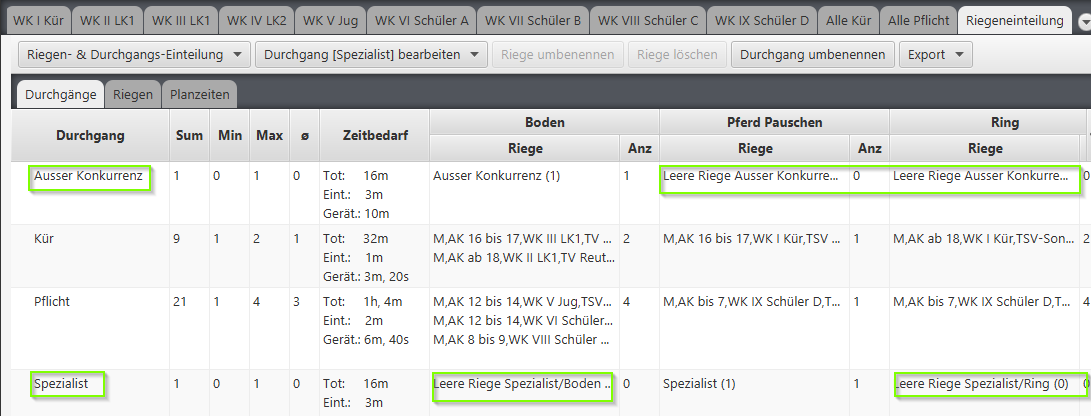 WK I Kür WK II LK1 WK III LK1 WK IV LK2 WK V Jug WK VI Schüler A WK VII Schüler B WK VIII Schüler C WK IX Schüler D Alle Kür Alle Pflicht Riegeneinteilung
Riegen- & Durchgangs-Einteilung Durchgang [Spezialist] bearbeiten Riege umbenennen Riege löschen Durchgang umbenennen Export
Durchgänge Riegen Planzeiten
Boden Pferd Pauschen Ring
Durchgang Sum Min Max ø Zeitbedarf Riege Anz Riege Anz Riege
Ausser Konkurrenz 1 0 1 0 Tot: 16m Ausser Konkurrenz (1) 1 Leere Riege Ausser Konkurre... 0 Leere Riege Ausser Konkurre... 0
Eint.: 3m
Gerät.: 10m
Kür 9 1 2 1 Tot: 32m M,AK 16 bis 17,WK III LK1,TV ... 2 M,AK 16 bis 17,WK I Kür,TSV ... 1 M,AK ab 18,WK I Kür,TSV-Son... 2
Eint.: 1m M,AK ab 18,WK II LK1,TV Reut...
Gerät.: 3m, 20s
Pflicht 21 1 4 3 Tot: 1h, 4m M,AK 12 bis 14,WK V Jug,TSV... 4 M,AK bis 7,WK IX Schüler D,T... 1 M,AK bis 7,WK IX Schüler D,T... 4
Eint.: 2m M,AK 12 bis 14,WK VI Schüler...
Gerät.: 6m, 40s M,AK 8 bis 9,WK VIII Schüler ...
Spezialist 1 0 1 0 Tot: 16m Leere Riege Spezialist/Boden ... 0 Spezialist (1) 1 Leere Riege Spezialist/Ring (0) 0
Eint.: 3m